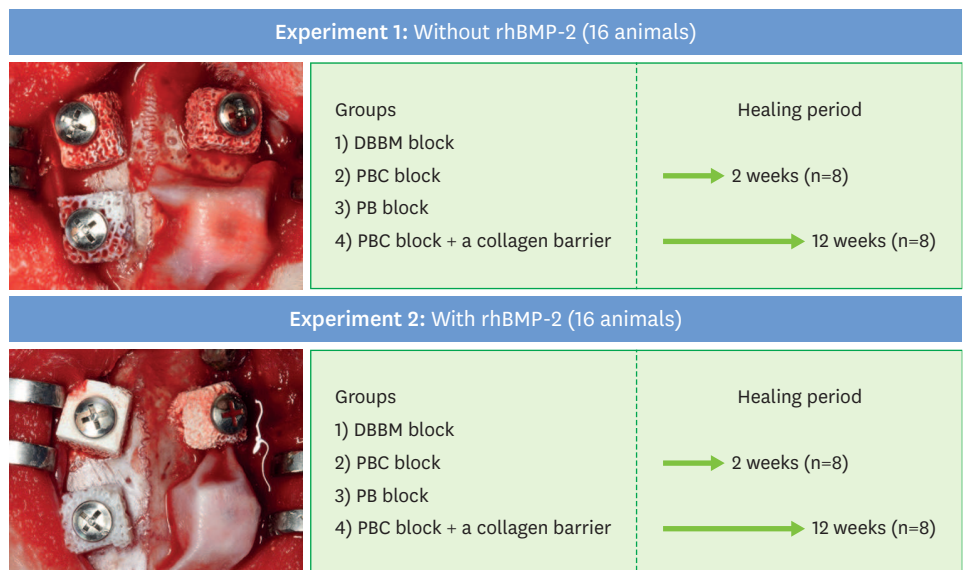 Experiment 1: Without rhBMP-2 (16 animals)
Groups
Healing period
1) DBBM block
2) PBC block
2 weeks (n=8)
3) PB block
4) PBC block + a collagen barrier
12 weeks (n=8)
Experiment 2: With rhBMP-2 (16 animals)
Groups
Healing period
1) DBBM block
2) PBC block
2 weeks (n=8)
3) PB block
4) PBC block + a collagen barrier
12 weeks (n=8)